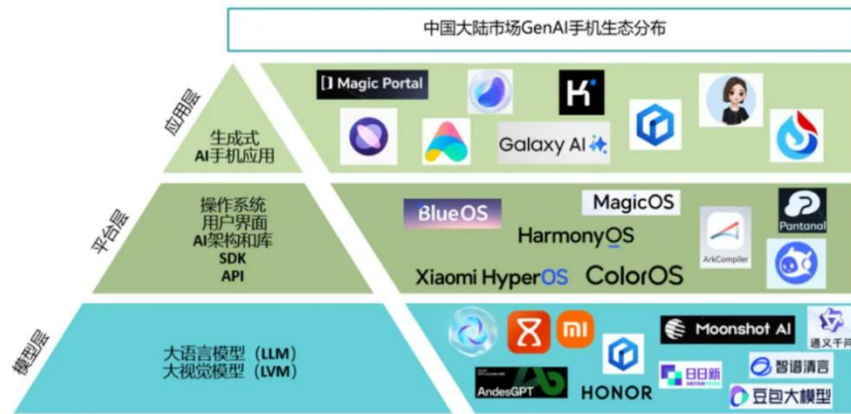 中国大陆市场GenAI手机生态分布
应用层
生成式
AI手机应用
Magic Portal
Galaxy AI
平台层
操作系统
用户界面
AI架构和库
SDK
API
BlueOS
MagicOS
HarmonyOS
Xiaomi HyperOS
ColorOS
ArkCompiler
Pantanal
模型层
大语言模型（LLM）
大视觉模型（LVM）
AndesGPT
HONOR
Moonshot AI
通义千问
日日新
智谱清言
豆包大模型